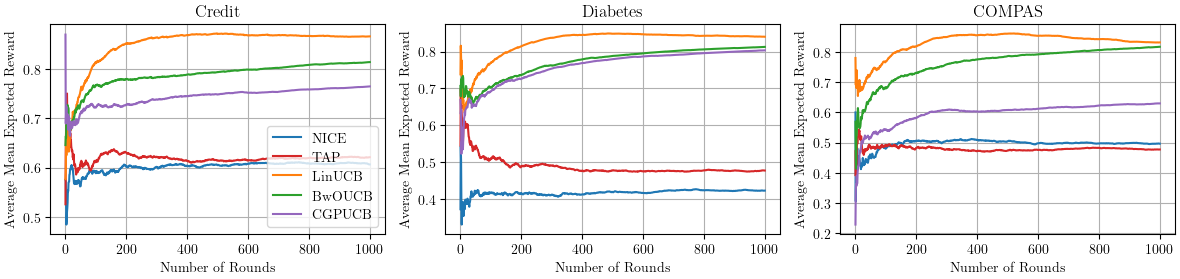 Credit
Average Mean Expected Reward
0.8
0.7
0.6
0.5
0 200 400 600 800 1000
Number of Rounds
NICE
TAP
LinUCB
BwOUCB
CGPUCB
Diabetes
Average Mean Expected Reward
0.8
0.7
0.6
0.5
0.4
0 200 400 600 800 1000
Number of Rounds
COMPAS
Average Mean Expected Reward
0.9
0.8
0.7
0.6
0.5
0.4
0.3
0.2
0 200 400 600 800 1000
Number of Rounds